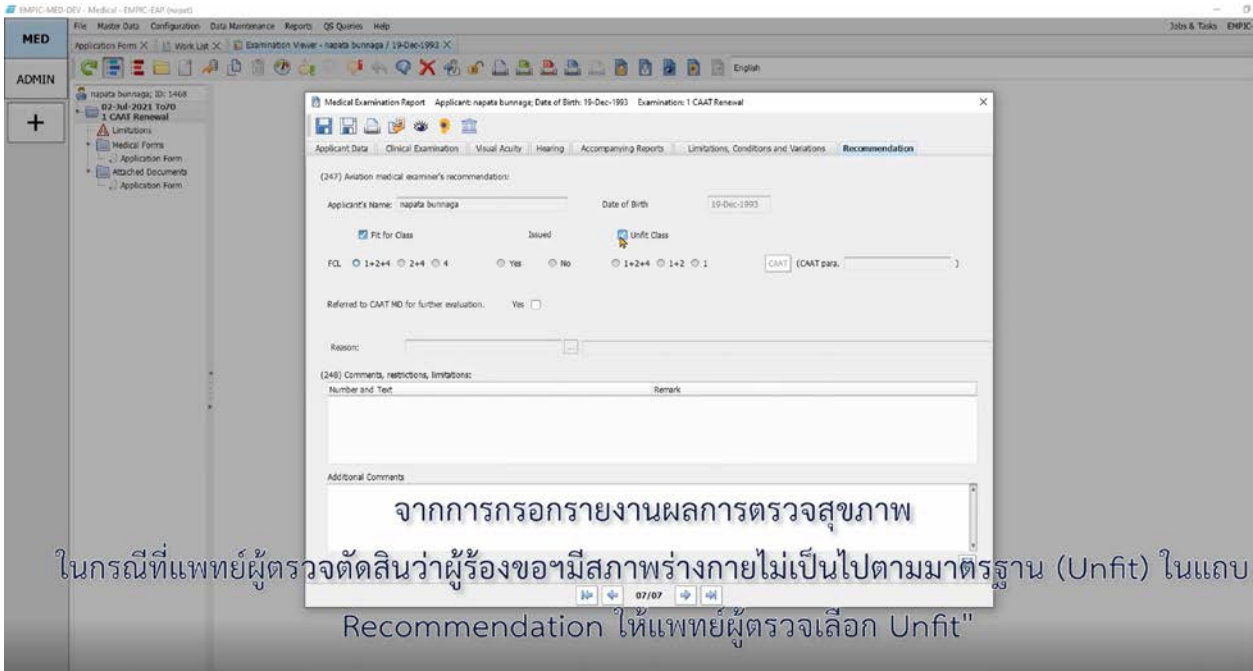 EMPIC-MED-DEV - Medical - EMPIC-EAP (napat)
File Master Data Configuration Data Maintenance Reports QS Queries Help
Jobs & Tasks EMPIC-
MED
ADMIN
+
Application Form X Work List X Examination Viewer - napata bunnaga / 19-Dec-1993 X
English
napata bunnaga; ID: 1468
02-Jul-2021 To70
1 CAAT Renewal
Limitations
Medical Forms
Application Form
Attached Documents
Application Form
Medical Examination Report Applicant: napata bunnaga; Date of Birth: 19-Dec-1993 Examination: 1 CAAT Renewal
Applicant Data Clinical Examination Visual Acuity Hearing Accompanying Reports Limitations, Conditions and Variations Recommendation
(247) Aviation medical examiner's recommendation:
Applicant's Name: napata bunnaga Date of Birth 19-Dec-1993
Fit for Class Issued Unfit Class
FCL 1+2+4 2+4 4 Yes No 1+2+4 1+2 1 CAAT (CAAT para. )
Referred to CAAT MD for further evaluation. Yes
Reason: ...
(248) Comments, restrictions, limitations:
Number and Text Remark
Additional Comments
จากการกรอกรายงานผลการตรวจสุขภาพ
ในกรณีที่แพทย์ผู้ตรวจตัดสินว่าผู้ร้องขอฯมีสภาพร่างกายไม่เป็นไปตามมาตรฐาน (Unfit) ในแถบ
07/07
Recommendation ให้แพทย์ผู้ตรวจเลือก Unfit"